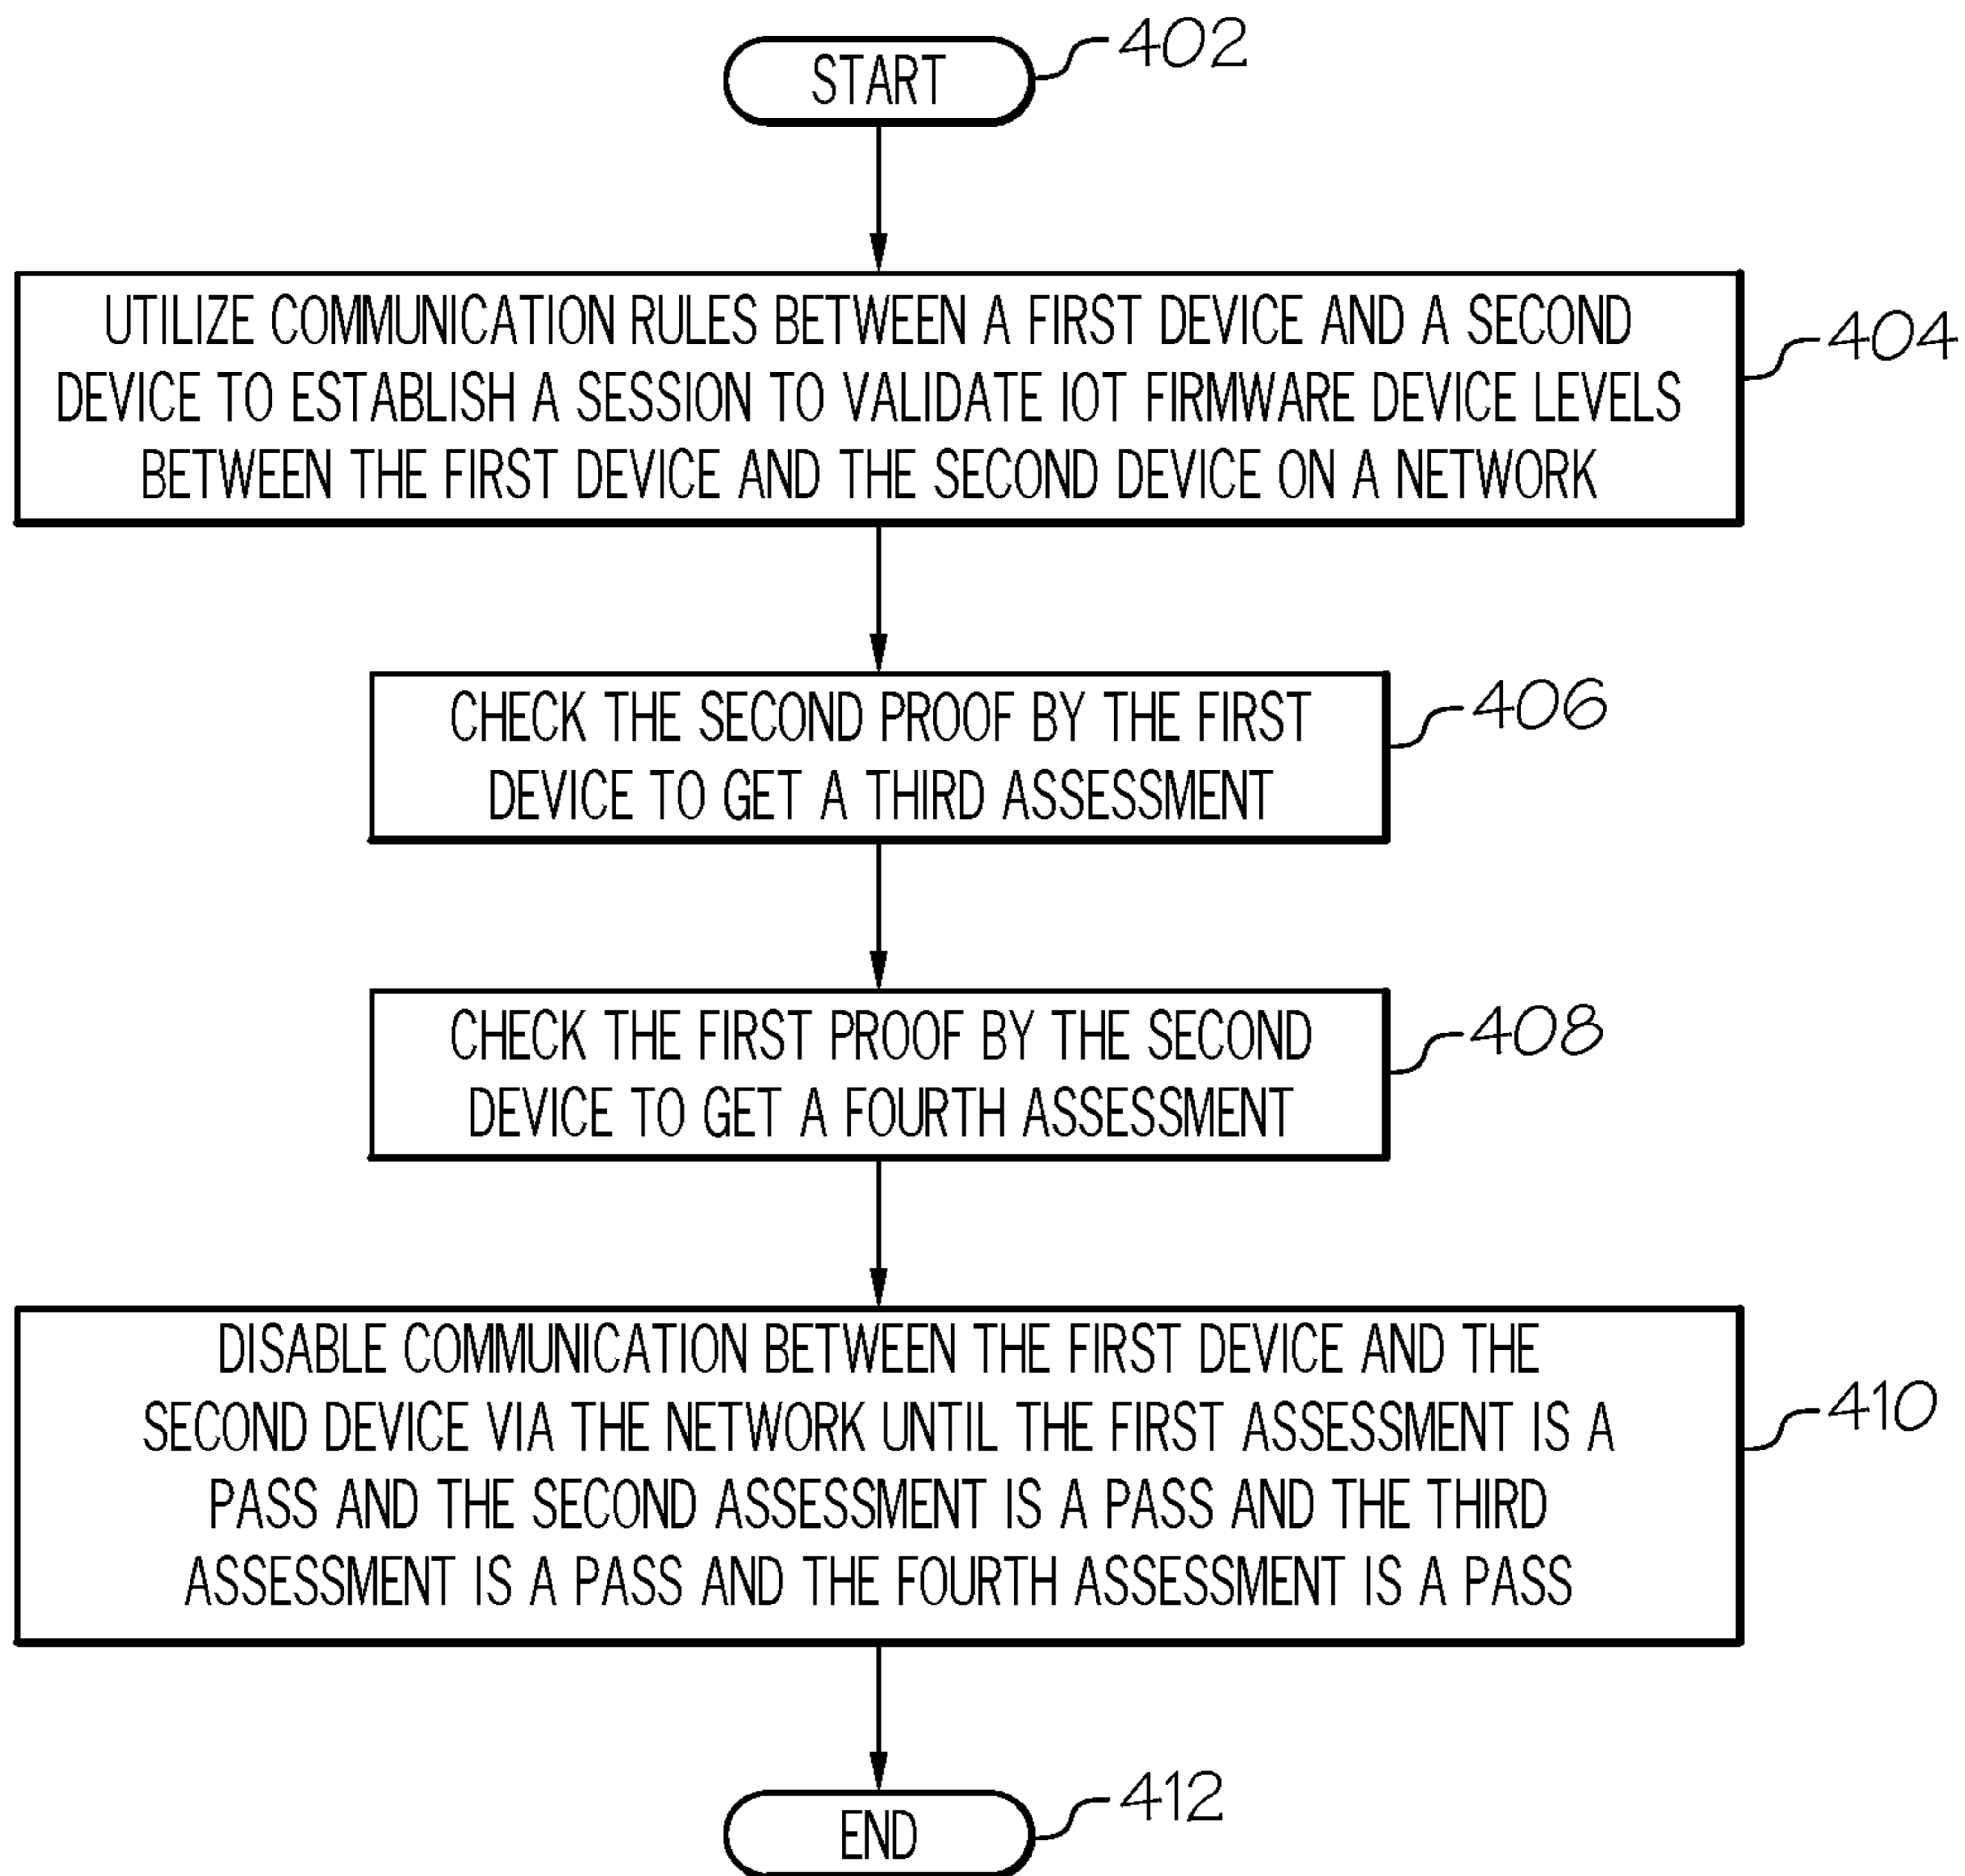 START
402
UTILIZE COMMUNICATION RULES BETWEEN A FIRST DEVICE AND A SECOND
DEVICE TO ESTABLISH A SESSION TO VALIDATE IOT FIRMWARE DEVICE LEVELS
BETWEEN THE FIRST DEVICE AND THE SECOND DEVICE ON A NETWORK
404
CHECK THE SECOND PROOF BY THE FIRST
DEVICE TO GET A THIRD ASSESSMENT
406
CHECK THE FIRST PROOF BY THE SECOND
DEVICE TO GET A FOURTH ASSESSMENT
408
DISABLE COMMUNICATION BETWEEN THE FIRST DEVICE AND THE
SECOND DEVICE VIA THE NETWORK UNTIL THE FIRST ASSESSMENT IS A
PASS AND THE SECOND ASSESSMENT IS A PASS AND THE THIRD
ASSESSMENT IS A PASS AND THE FOURTH ASSESSMENT IS A PASS
410
END
412